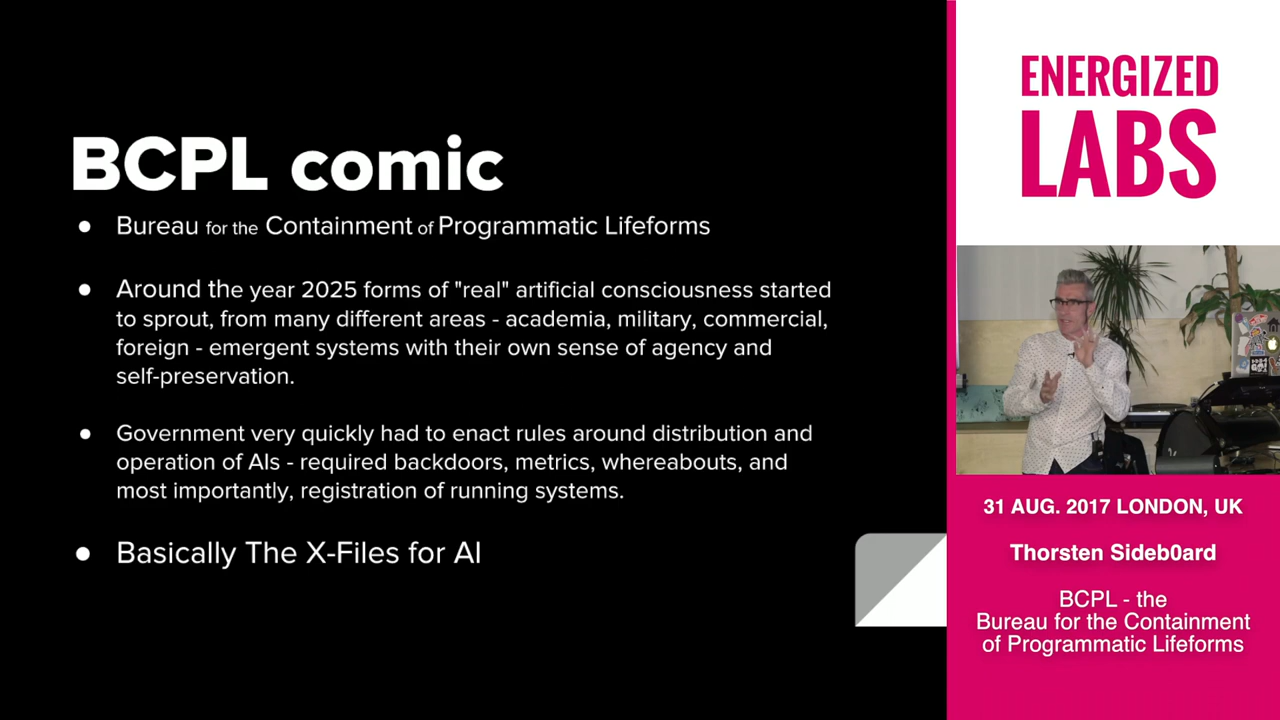 BCPL comic
● Bureau for the Containment of Programmatic Lifeforms
● Around the year 2025 forms of "real" artificial consciousness started
to sprout, from many different areas - academia, military, commercial,
foreign - emergent systems with their own sense of agency and
self-preservation.
● Government very quickly had to enact rules around distribution and
operation of AIs - required backdoors, metrics, whereabouts, and
most importantly, registration of running systems.
● Basically The X-Files for AI
ENERGIZED
LABS
31 AUG. 2017 LONDON, UK
Thorsten Sideb0ard
BCPL - the
Bureau for the Containment
of Programmatic Lifeforms